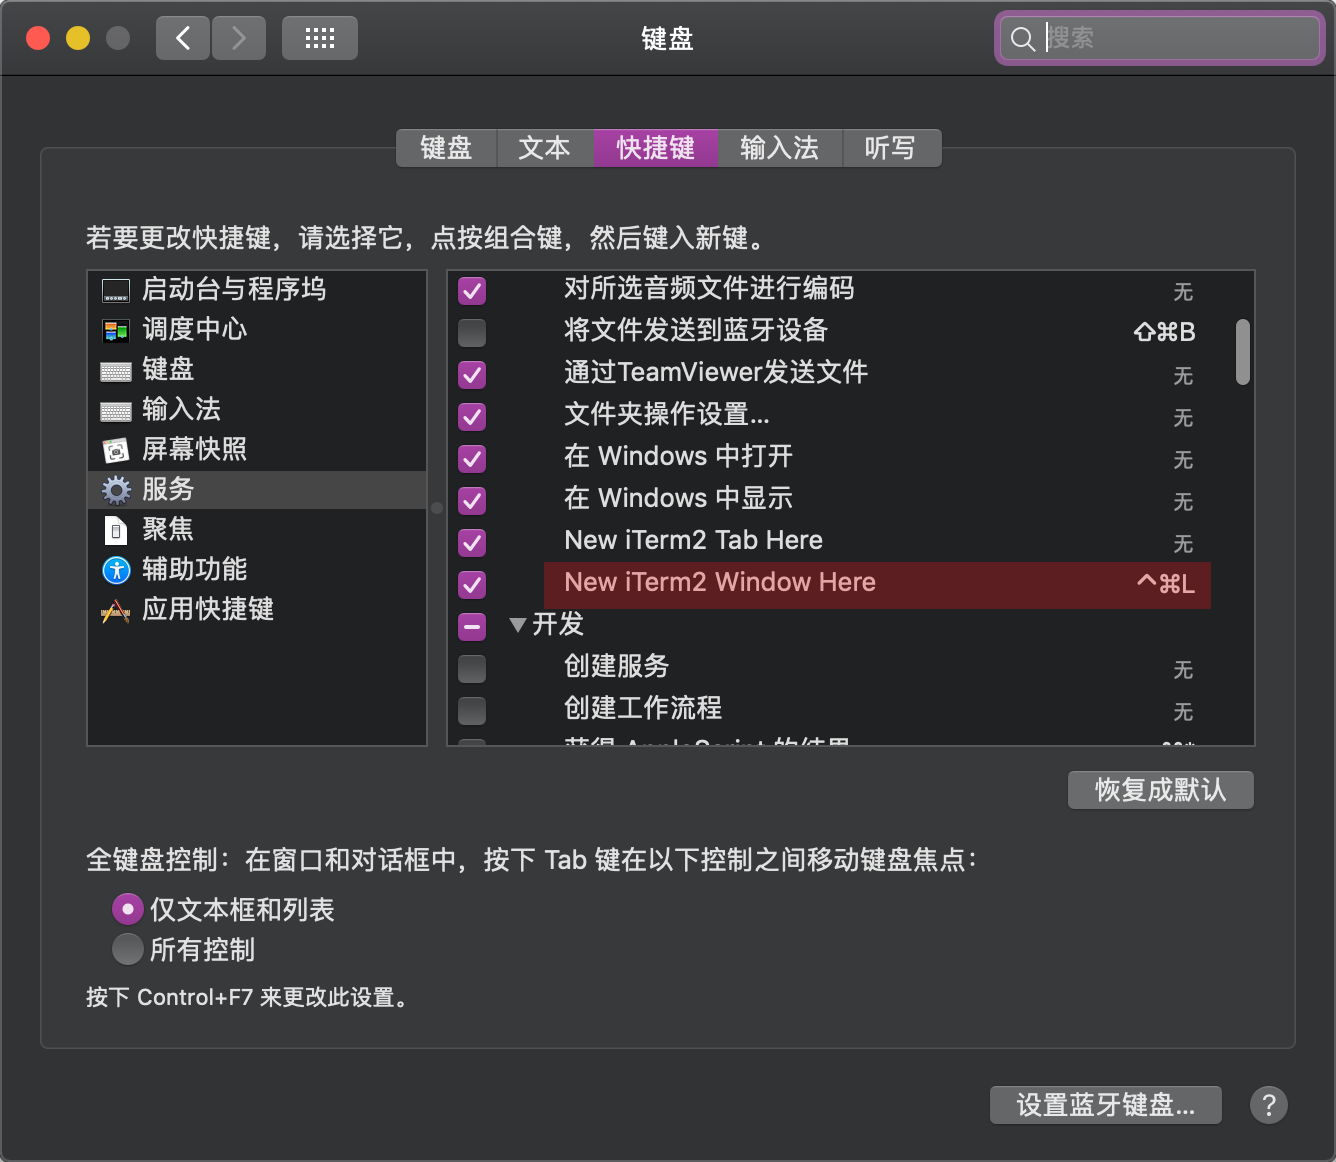 键盘
搜索
键盘 文本 快捷键 输入法 听写
若要更改快捷键，请选择它，点按组合键，然后键入新键。
启动台与程序坞
调度中心
键盘
输入法
屏幕快照
服务
聚焦
辅助功能
应用快捷键
对所选音频文件进行编码 无
将文件发送到蓝牙设备 ⇧⌘B
通过TeamViewer发送文件 无
文件夹操作设置... 无
在 Windows 中打开 无
在 Windows 中显示 无
New iTerm2 Tab Here 无
New iTerm2 Window Here ^⌘L
开发
创建服务 无
创建工作流程 无
获得 AppleScript 的结果
恢复成默认
全键盘控制：在窗口和对话框中，按下 Tab 键在以下控制之间移动键盘焦点：
仅文本框和列表
所有控制
按下 Control+F7 来更改此设置。
设置蓝牙键盘...
?